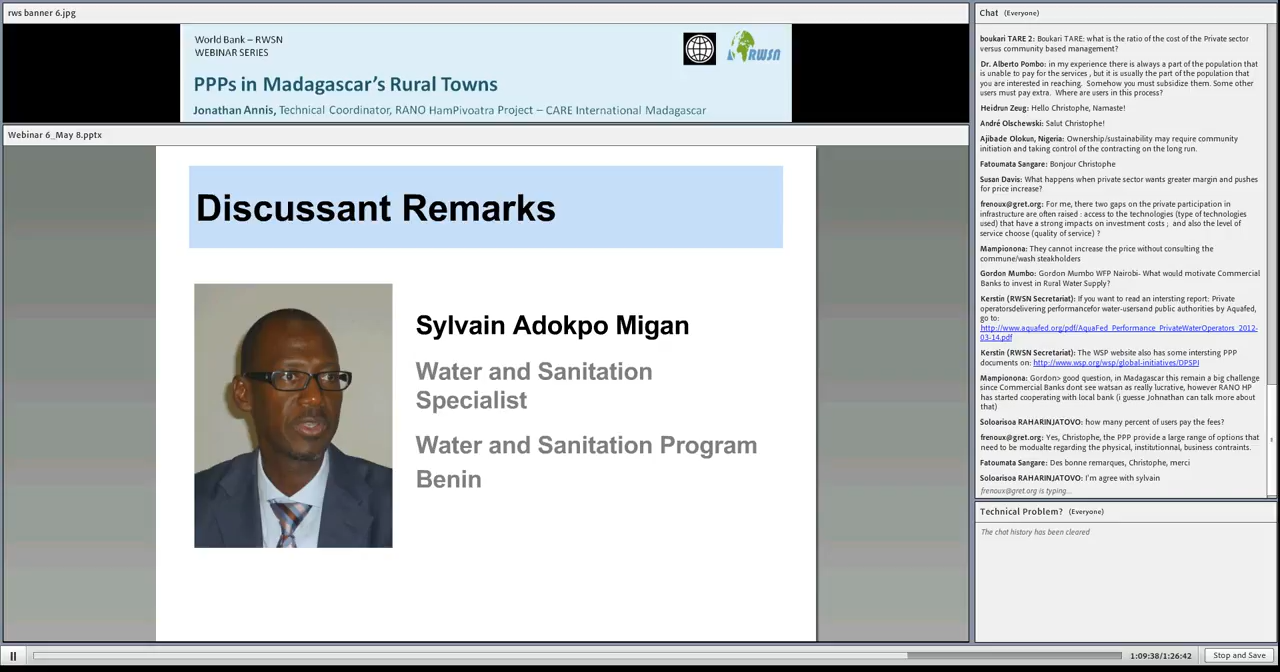 rws banner 6.jpg
World Bank – RWSN
WEBINAR SERIES
RWSN
PPPs in Madagascar's Rural Towns
Jonathan Annis, Technical Coordinator, RANO HamPivoatra Project – CARE International Madagascar
Webinar 6_May 8.pptx
Discussant Remarks
Sylvain Adokpo Migan
Water and Sanitation
Specialist
Water and Sanitation Program
Benin
Chat (Everyone)
boukari TARE 2: Boukari TARE: what is the ratio of the cost of the Private sector
versus community based management?
Dr. Alberto Pombo: in my experience there is always a part of the population that
is unable to pay for the services , but it is usually the part of the population that
you are interested in reaching. Somehow you must subsidize them. Some other
users must pay extra. Where are users in this process?
Heidrun Zeug: Hello Christophe, Namaste!
André Olschewski: Salut Christophe!
Ajibade Olokun, Nigeria: Ownership/sustainability may require community
initiation and taking control of the contracting on the long run.
Fatoumata Sangare: Bonjour Christophe
Susan Davis: What happens when private sector wants greater margin and pushes
for price increase?
frenoux@gret.org: For me, there two gaps on the private participation in
infrastructure are often raised : access to the technologies (type of technologies
used) that have a strong impacts on investment costs ; and also the level of
service choose (quality of service) ?
Mampionona: They cannot increase the price without consulting the
commune/wash steakholders
Gordon Mumbo: Gordon Mumbo WFP Nairobi- What would motivate Commercial
Banks to invest in Rural Water Supply?
Kerstin (RWSN Secretariat): If you want to read an intersting report: Private
operatorsdelivering performancefor water-usersand public authorities by Aquafed,
go to:
http://www.aquafed.org/pdf/AquaFed_Performance_PrivateWaterOperators_2012-
03-14.pdf
Kerstin (RWSN Secretariat): The WSP website also has some intersting PPP
documents on: http://www.wsp.org/wsp/global-initiatives/DPSPI
Mampionona: Gordon> good question, in Madagascar this remain a big challenge
since Commercial Banks dont see watsan as really lucrative, however RANO HP
has started cooperating with local bank (i guess Johnathan can talk more about
that)
Soloarisoa RAHARINJATOVO: how many percent of users pay the fees?
frenoux@gret.org: Yes, Christophe, the PPP provide a large range of options that
need to be modualte regarding the physical, institutionnal, business contraints.
Fatoumata Sangare: Des bonne remarques, Christophe, merci
Soloarisoa RAHARINJATOVO: I'm agree with sylvain
frenoux@gret.org is typing...
Technical Problem? (Everyone)
The chat history has been cleared
1:09:38/1:26:42
Stop and Save